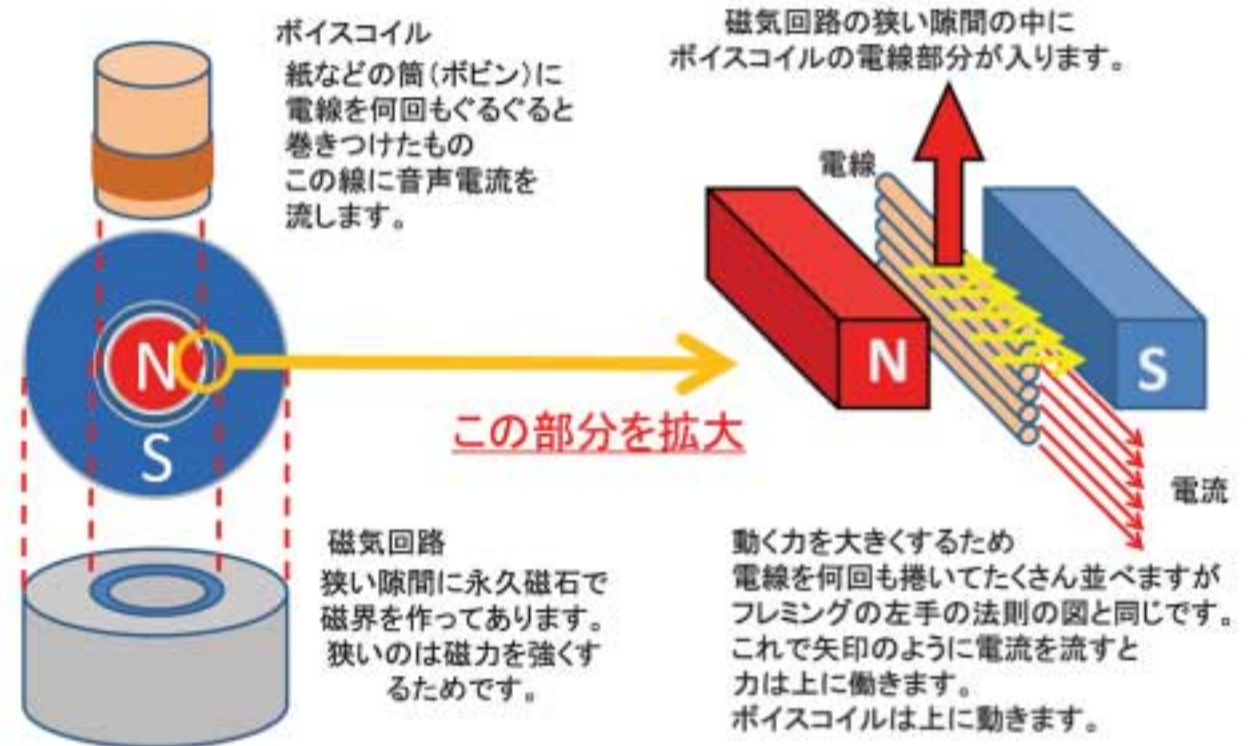 ボイスコイル
紙などの筒(ボビン)に
電線を何回もぐるぐると
巻きつけたもの
この線に音声電流を
流します。
磁気回路の狭い隙間の中に
ボイスコイルの電線部分が入ります。
電線
N
S
N
S
この部分を拡大
電流
磁気回路
狭い隙間に永久磁石で
磁界を作ってあります。
狭いのは磁力を強くす
るためです。
動く力を大きくするため
電線を何回も捲いてたくさん並べますが
フレミングの左手の法則の図と同じです。
これで矢印のように電流を流すと
力は上に働きます。
ボイスコイルは上に動きます。